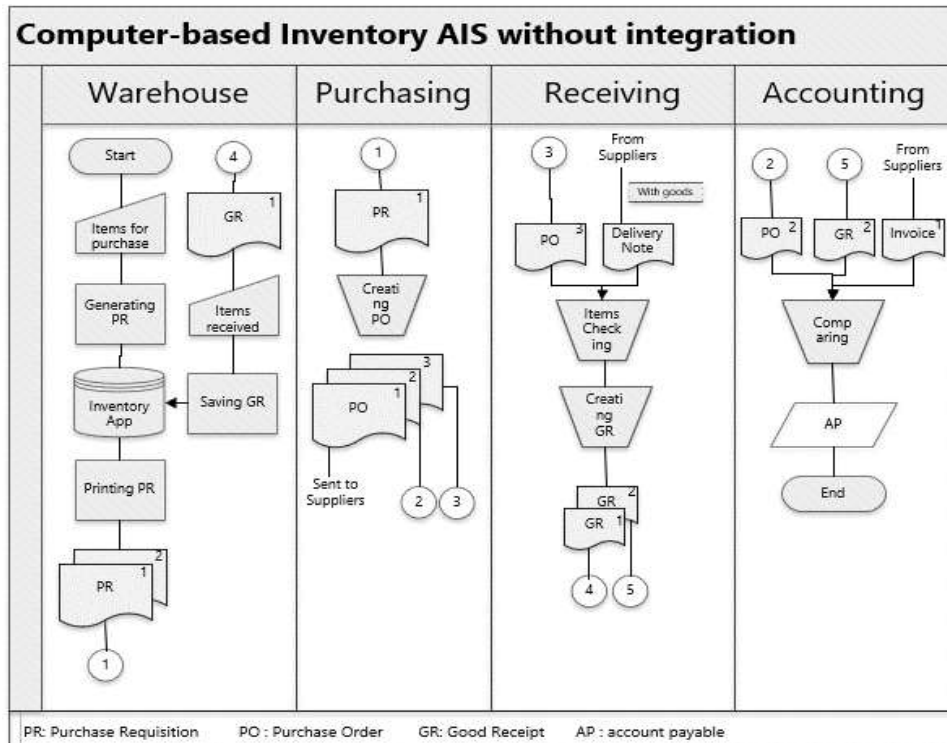 Computer-based Inventory AIS without integration
Warehouse
Purchasing
Receiving
Accounting
Start
Items for
purchase
Generating
PR
Inventory
App
Printing PR
2
1
PR
1
4
1
GR
Items
received
Saving GR
1
1
PR
Creati
ng
PO
3
2
1
PO
Sent to
Suppliers
2
3
3
From
Suppliers
With goods
3
PO
Delivery
Note
Items
Check
ing
Creati
ng
GR
2
GR
1
GR
4
5
2
5
From
Suppliers
2
PO
2
GR
1
Invoice
Comp
aring
AP
End
PR: Purchase Requisition
PO : Purchase Order
GR: Good Receipt
AP : account payable